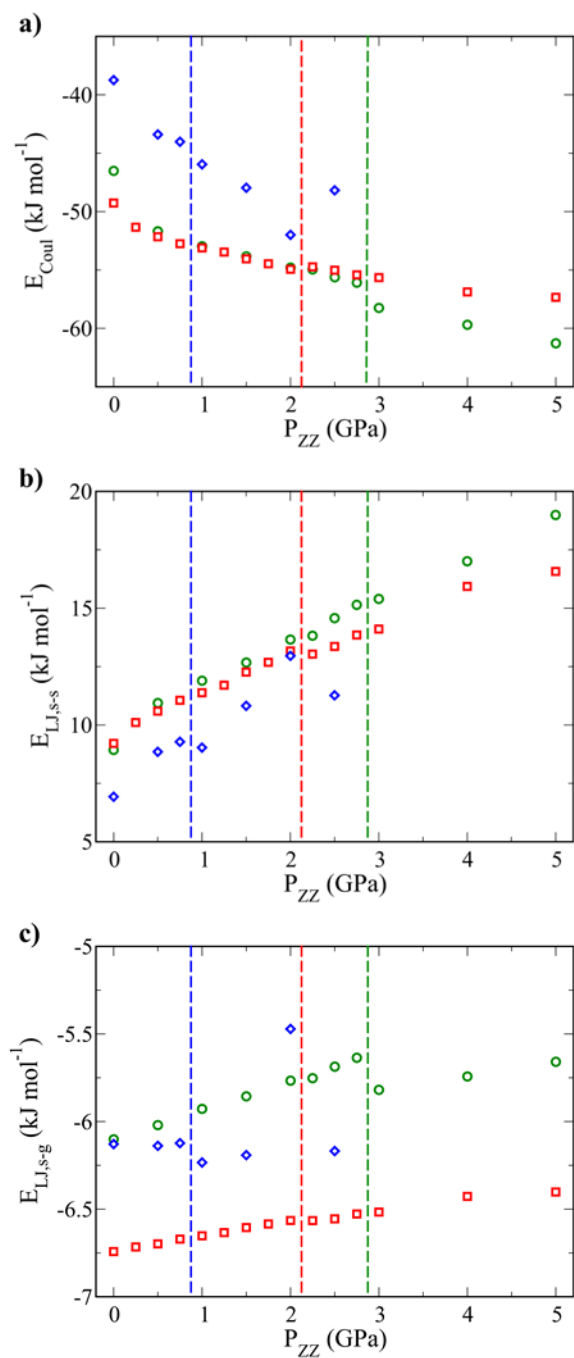 a)
-40
-50
-60
E_Coul (kJ mol^-1)
0 1 2 3 4 5
P_ZZ (GPa)
b)
20
15
10
5
E_LJ,s-s (kJ mol^-1)
0 1 2 3 4 5
P_ZZ (GPa)
c)
-5
-5.5
-6
-6.5
-7
E_LJ,s-g (kJ mol^-1)
0 1 2 3 4 5
P_ZZ (GPa)